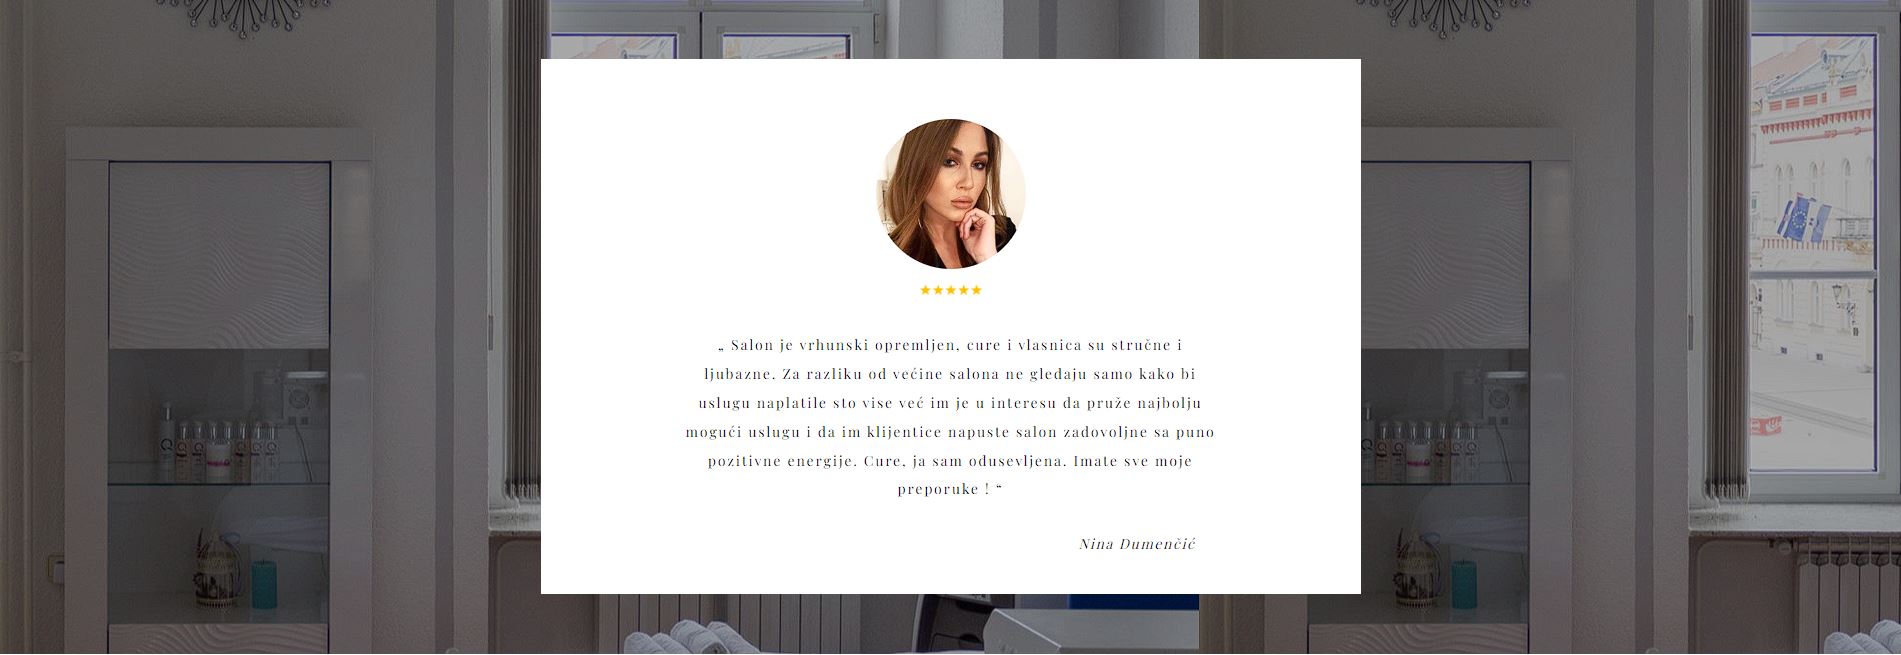 „ Salon je vrhunski opremljen, cure i vlasnica su stručne i
ljubazne. Za razliku od većine salona ne gledaju samo kako bi
uslugu naplatile sto vise već im je u interesu da pruže najbolju
mogući uslugu i da im klijentice napuste salon zadovoljne sa puno
pozitivne energije. Cure, ja sam odusevljena. Imate sve moje
preporuke ! “
Nina Dumenčić